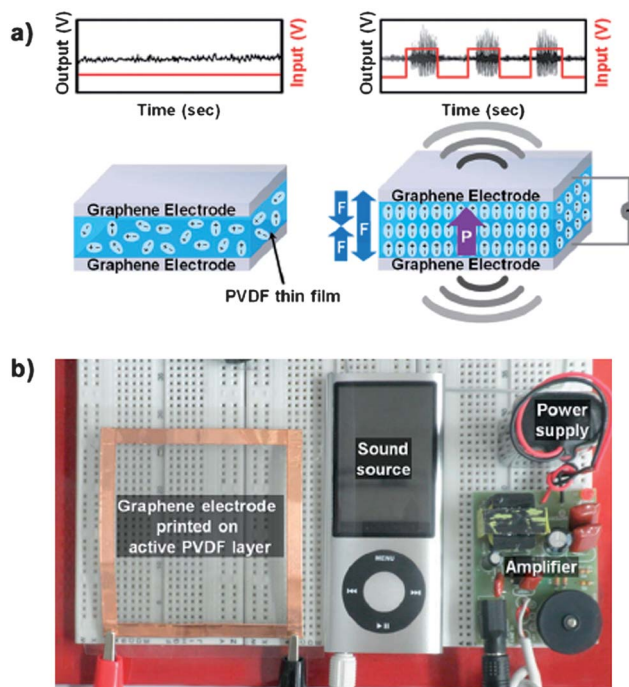 a)
Output (V)
Input (V)
Time (sec)
Output (V)
Input (V)
Time (sec)
Graphene Electrode
Graphene Electrode
PVDF thin film
F
F
F
Graphene Electrode
P
Graphene Electrode
b)
Graphene electrode
printed on
active PVDF layer
Sound
source
MENU
Power
supply
Amplifier